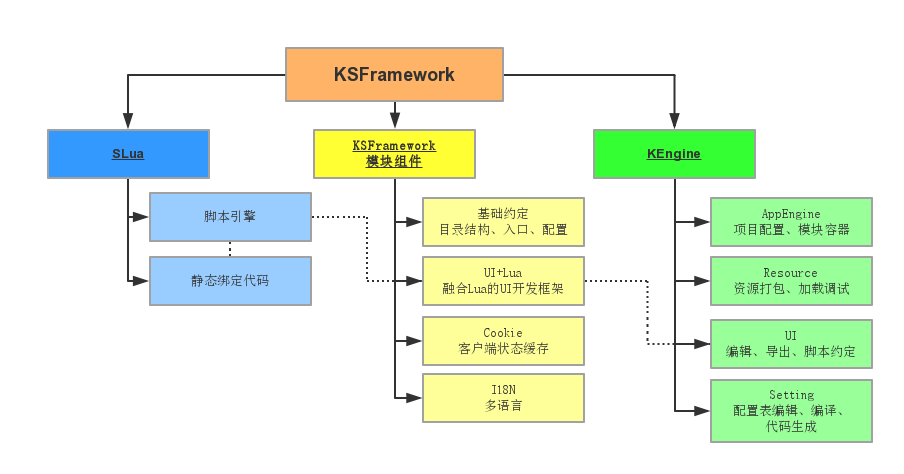 KSFramework
SLua
脚本引擎
静态绑定代码
KSFramework
模块组件
基础约定
目录结构、入口、配置
UI+Lua
融合Lua的UI开发框架
Cookie
客户端状态缓存
I18N
多语言
KEngine
AppEngine
项目配置、模块容器
Resource
资源打包、加载调试
UI
编辑、导出、脚本约定
Setting
配置表编辑、编译、
代码生成